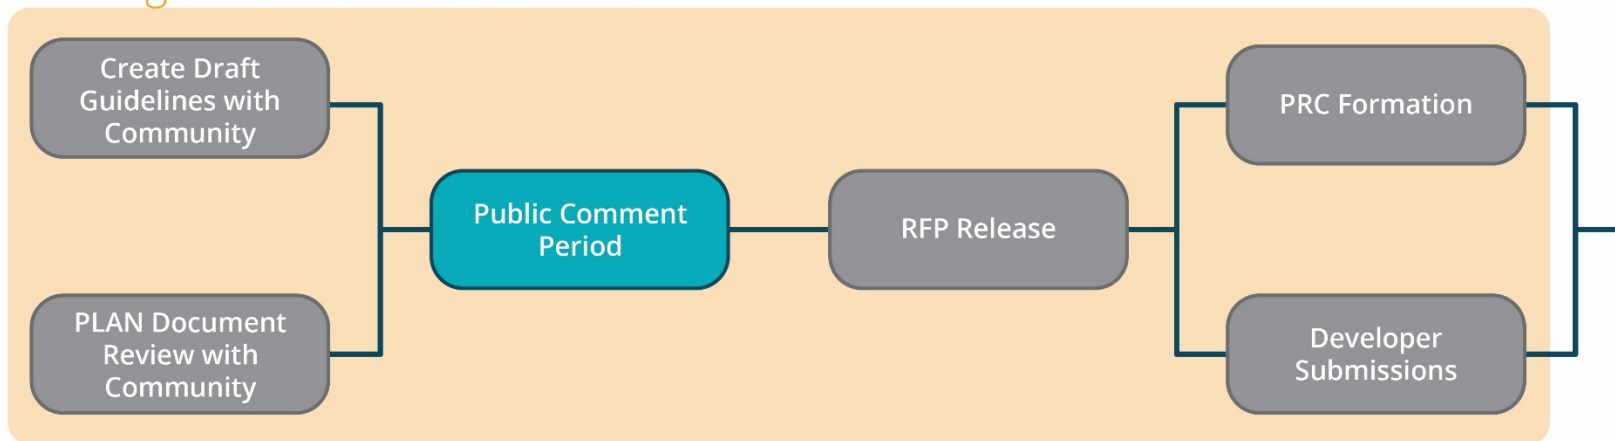 Create Draft
Guidelines with
Community
PLAN Document
Review with
Community
Public Comment
Period
RFP Release
PRC Formation
Developer
Submissions